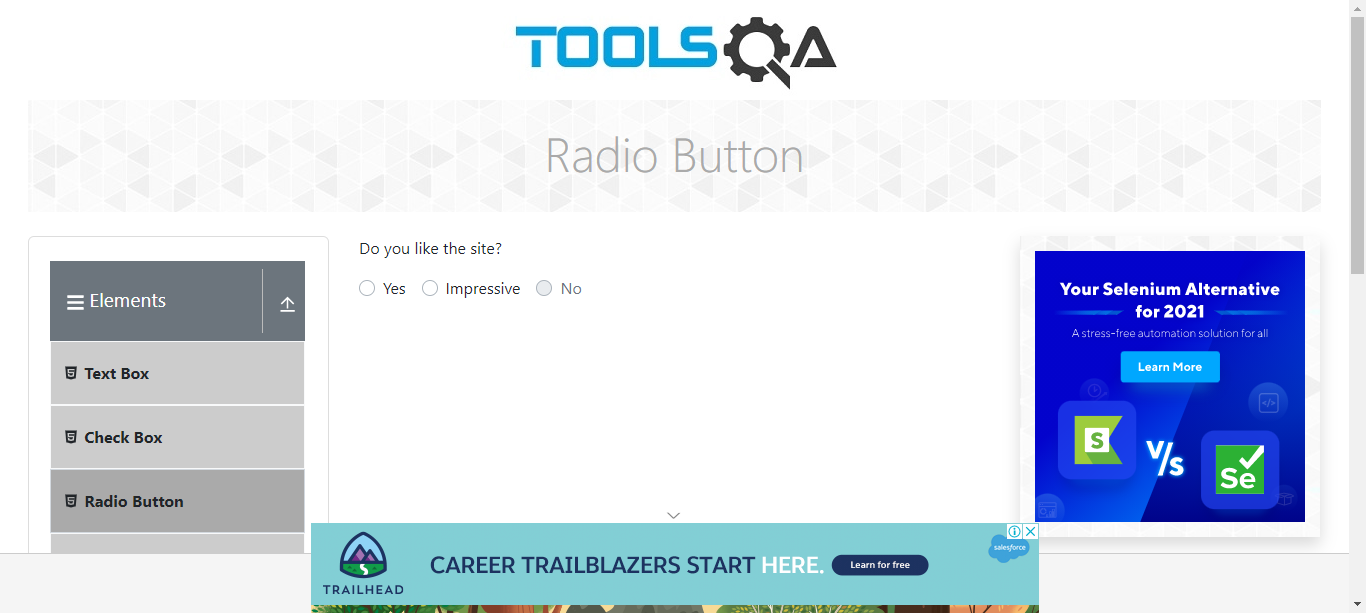 TOOLSQA
Radio Button
Elements
Text Box
Check Box
Radio Button
Do you like the site?
Yes Impressive No
Your Selenium Alternative
for 2021
A stress-free automation solution for all
Learn More
S
V/s
Se
</>
TRAILHEAD
CAREER TRAILBLAZERS START HERE.
Learn for free
salesforce